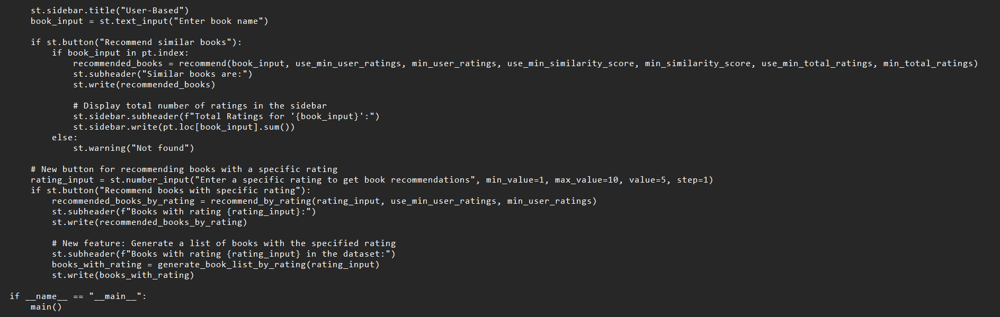 st.sidebar.title("User-Based")
    book_input = st.text_input("Enter book name")

    if st.button("Recommend similar books"):
        if book_input in pt.index:
            recommended_books = recommend(book_input, use_min_user_ratings, min_user_ratings, use_min_similarity_score, min_similarity_score, use_min_total_ratings, min_total_ratings)
            st.subheader("Similar books are:")
            st.write(recommended_books)

            # Display total number of ratings in the sidebar
            st.sidebar.subheader(f"Total Ratings for '{book_input}':")
            st.sidebar.write(pt.loc[book_input].sum())
        else:
            st.warning("Not found")

    # New button for recommending books with a specific rating
    rating_input = st.number_input("Enter a specific rating to get book recommendations", min_value=1, max_value=10, value=5, step=1)
    if st.button("Recommend books with specific rating"):
        recommended_books_by_rating = recommend_by_rating(rating_input, use_min_user_ratings, min_user_ratings)
        st.subheader(f"Books with rating {rating_input}:")
        st.write(recommended_books_by_rating)

        # New feature: Generate a list of books with the specified rating
        st.subheader(f"Books with rating {rating_input} in the dataset:")
        books_with_rating = generate_book_list_by_rating(rating_input)
        st.write(books_with_rating)

if __name__ == "__main__":
    main()